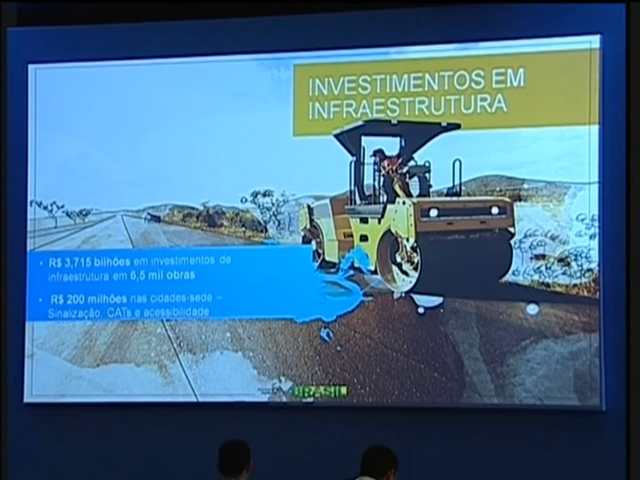 INVESTIMENTOS EM
INFRAESTRUTURA
• R$ 3,715 bilhões em investimentos de
infraestrutura em 6,5 mil obras
• R$ 200 milhões nas cidades-sede –
Sinalização, CATs e acessibilidade
BRASIL